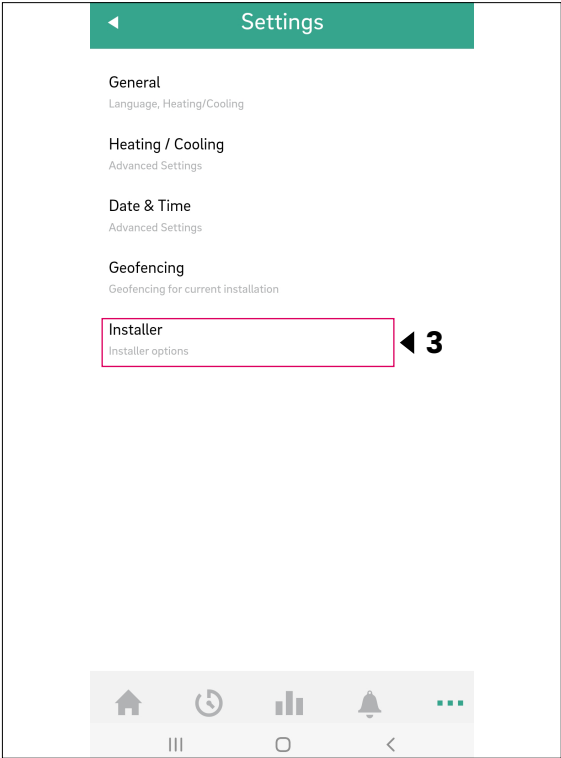 Settings
General
Language, Heating/Cooling
Heating / Cooling
Advanced Settings
Date & Time
Advanced Settings
Geofencing
Geofencing for current installation
Installer
Installer options
3